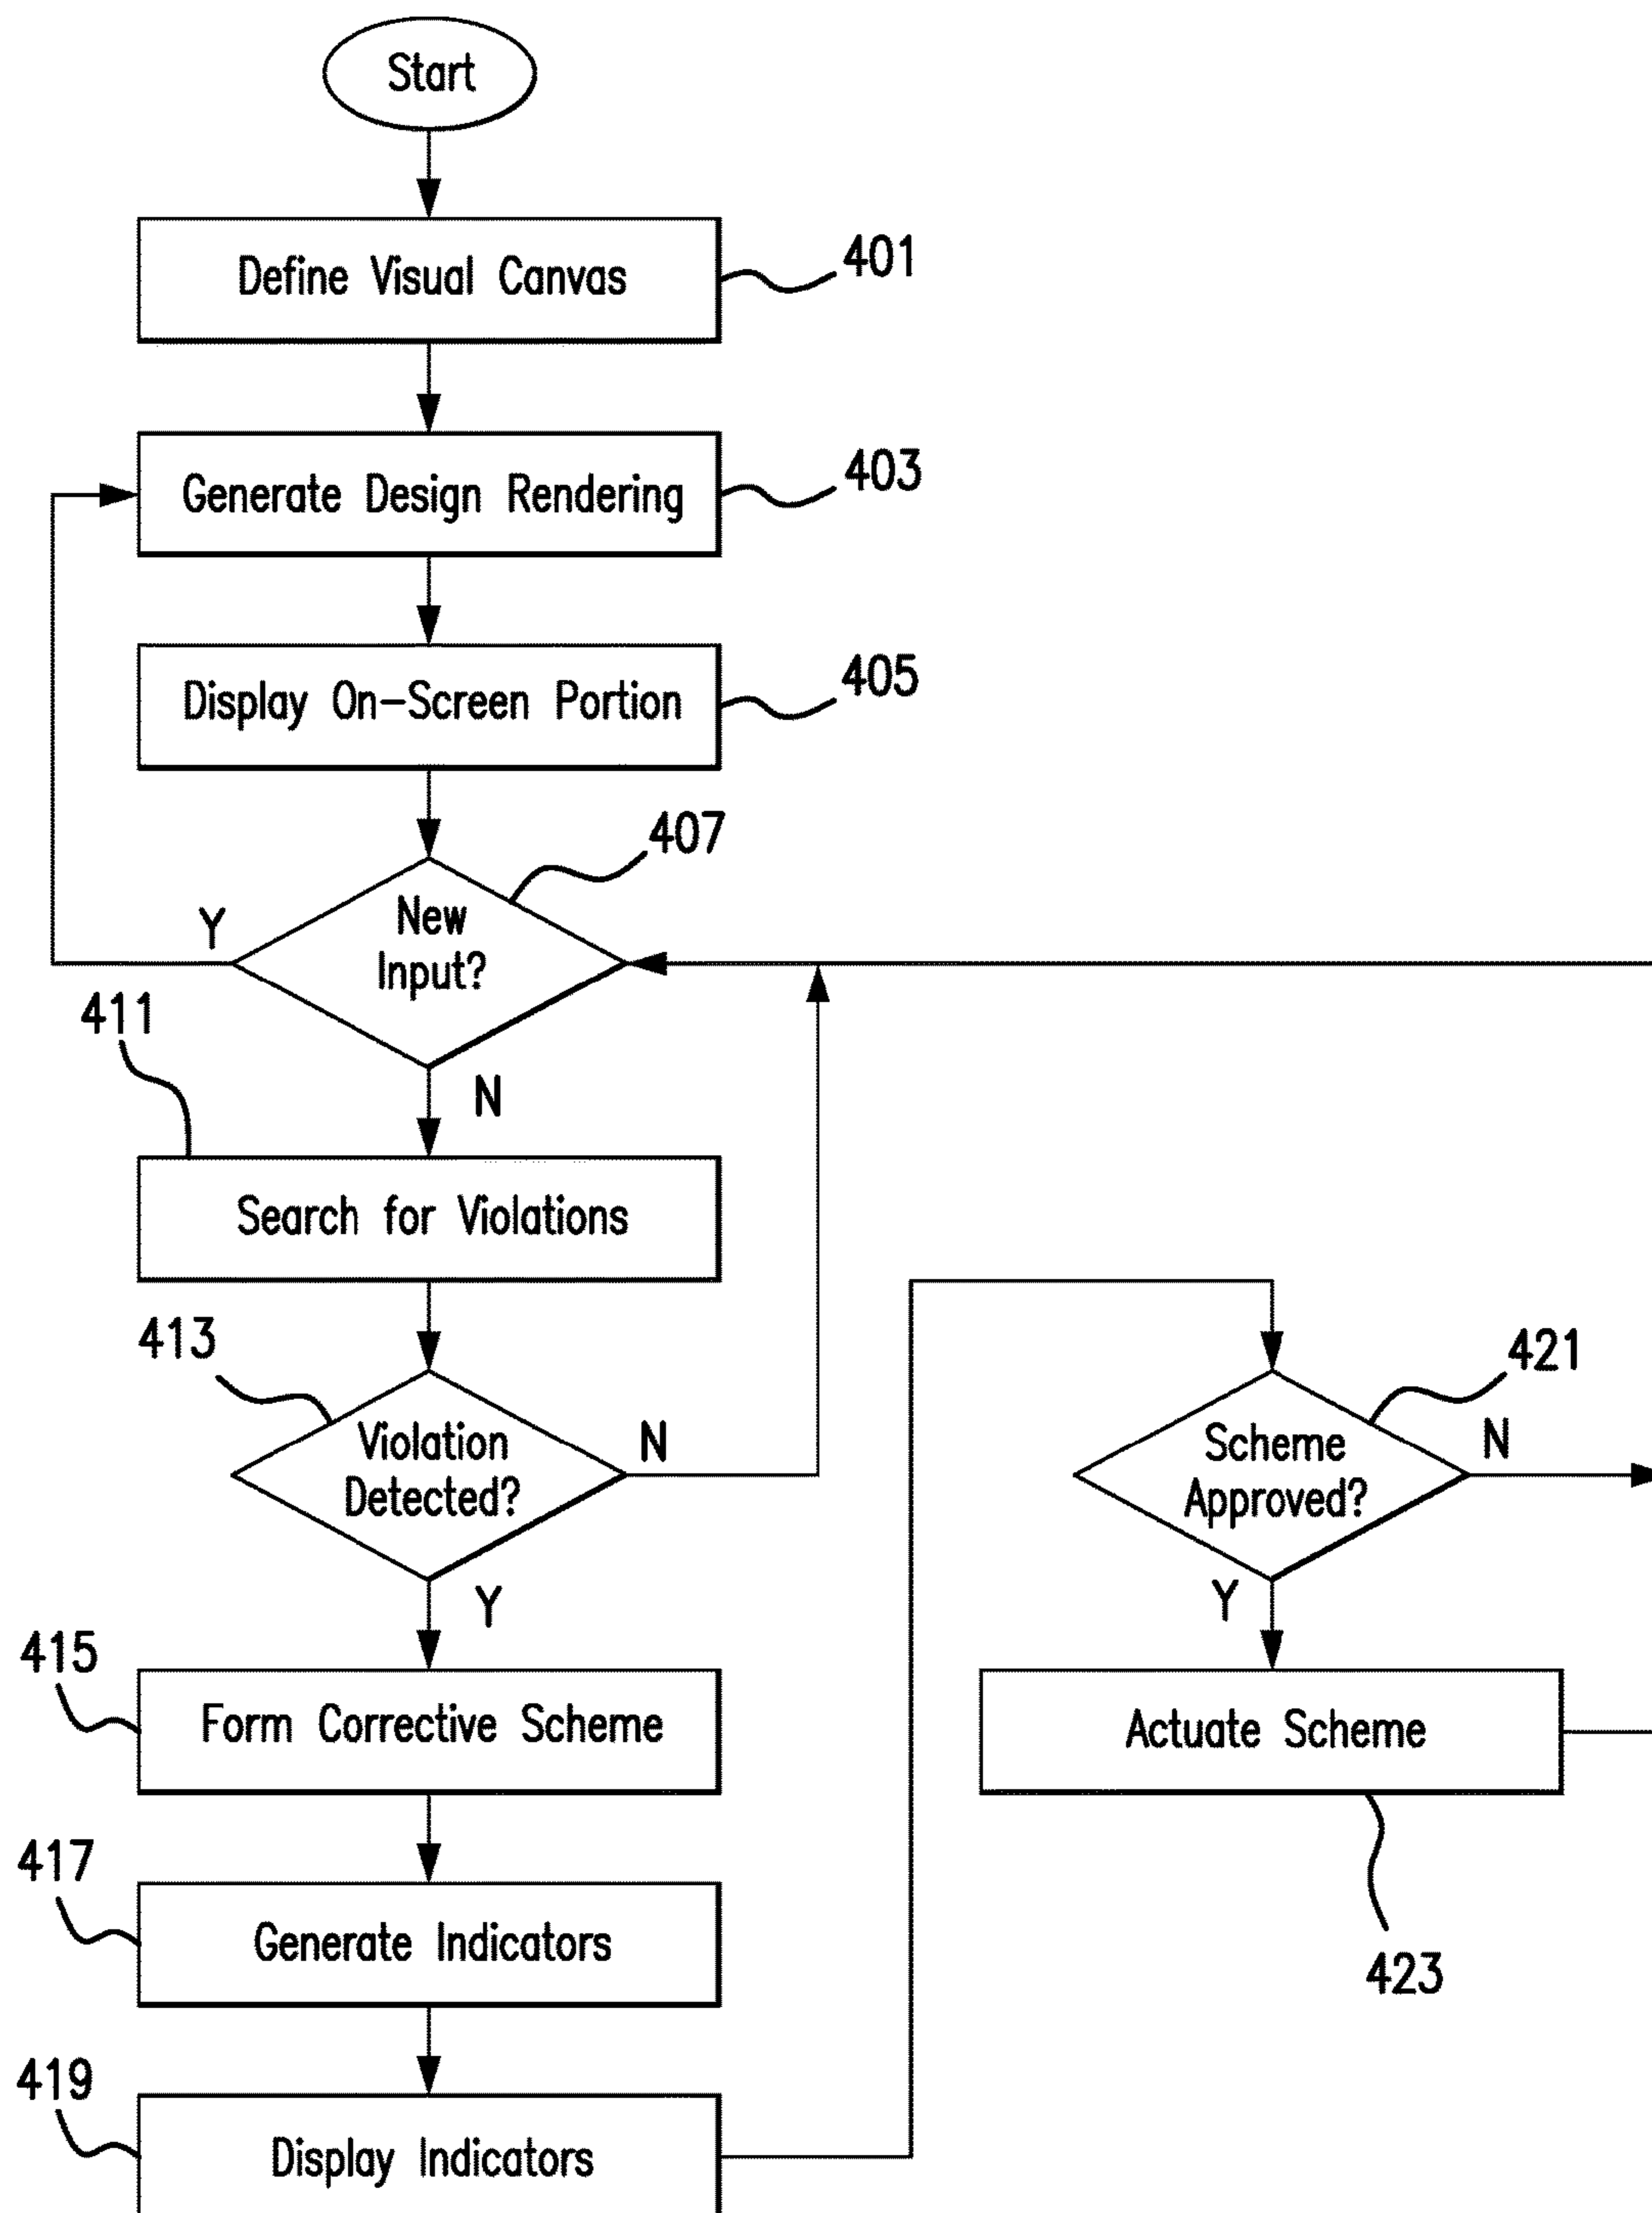 Start
Define Visual Canvas
401
Generate Design Rendering
403
Display On-Screen Portion
405
407
New
Input?
Y
N
411
Search for Violations
413
Violation
Detected?
N
Y
421
Scheme
Approved?
N
Y
415
Form Corrective Scheme
Actuate Scheme
423
417
Generate Indicators
419
Display Indicators